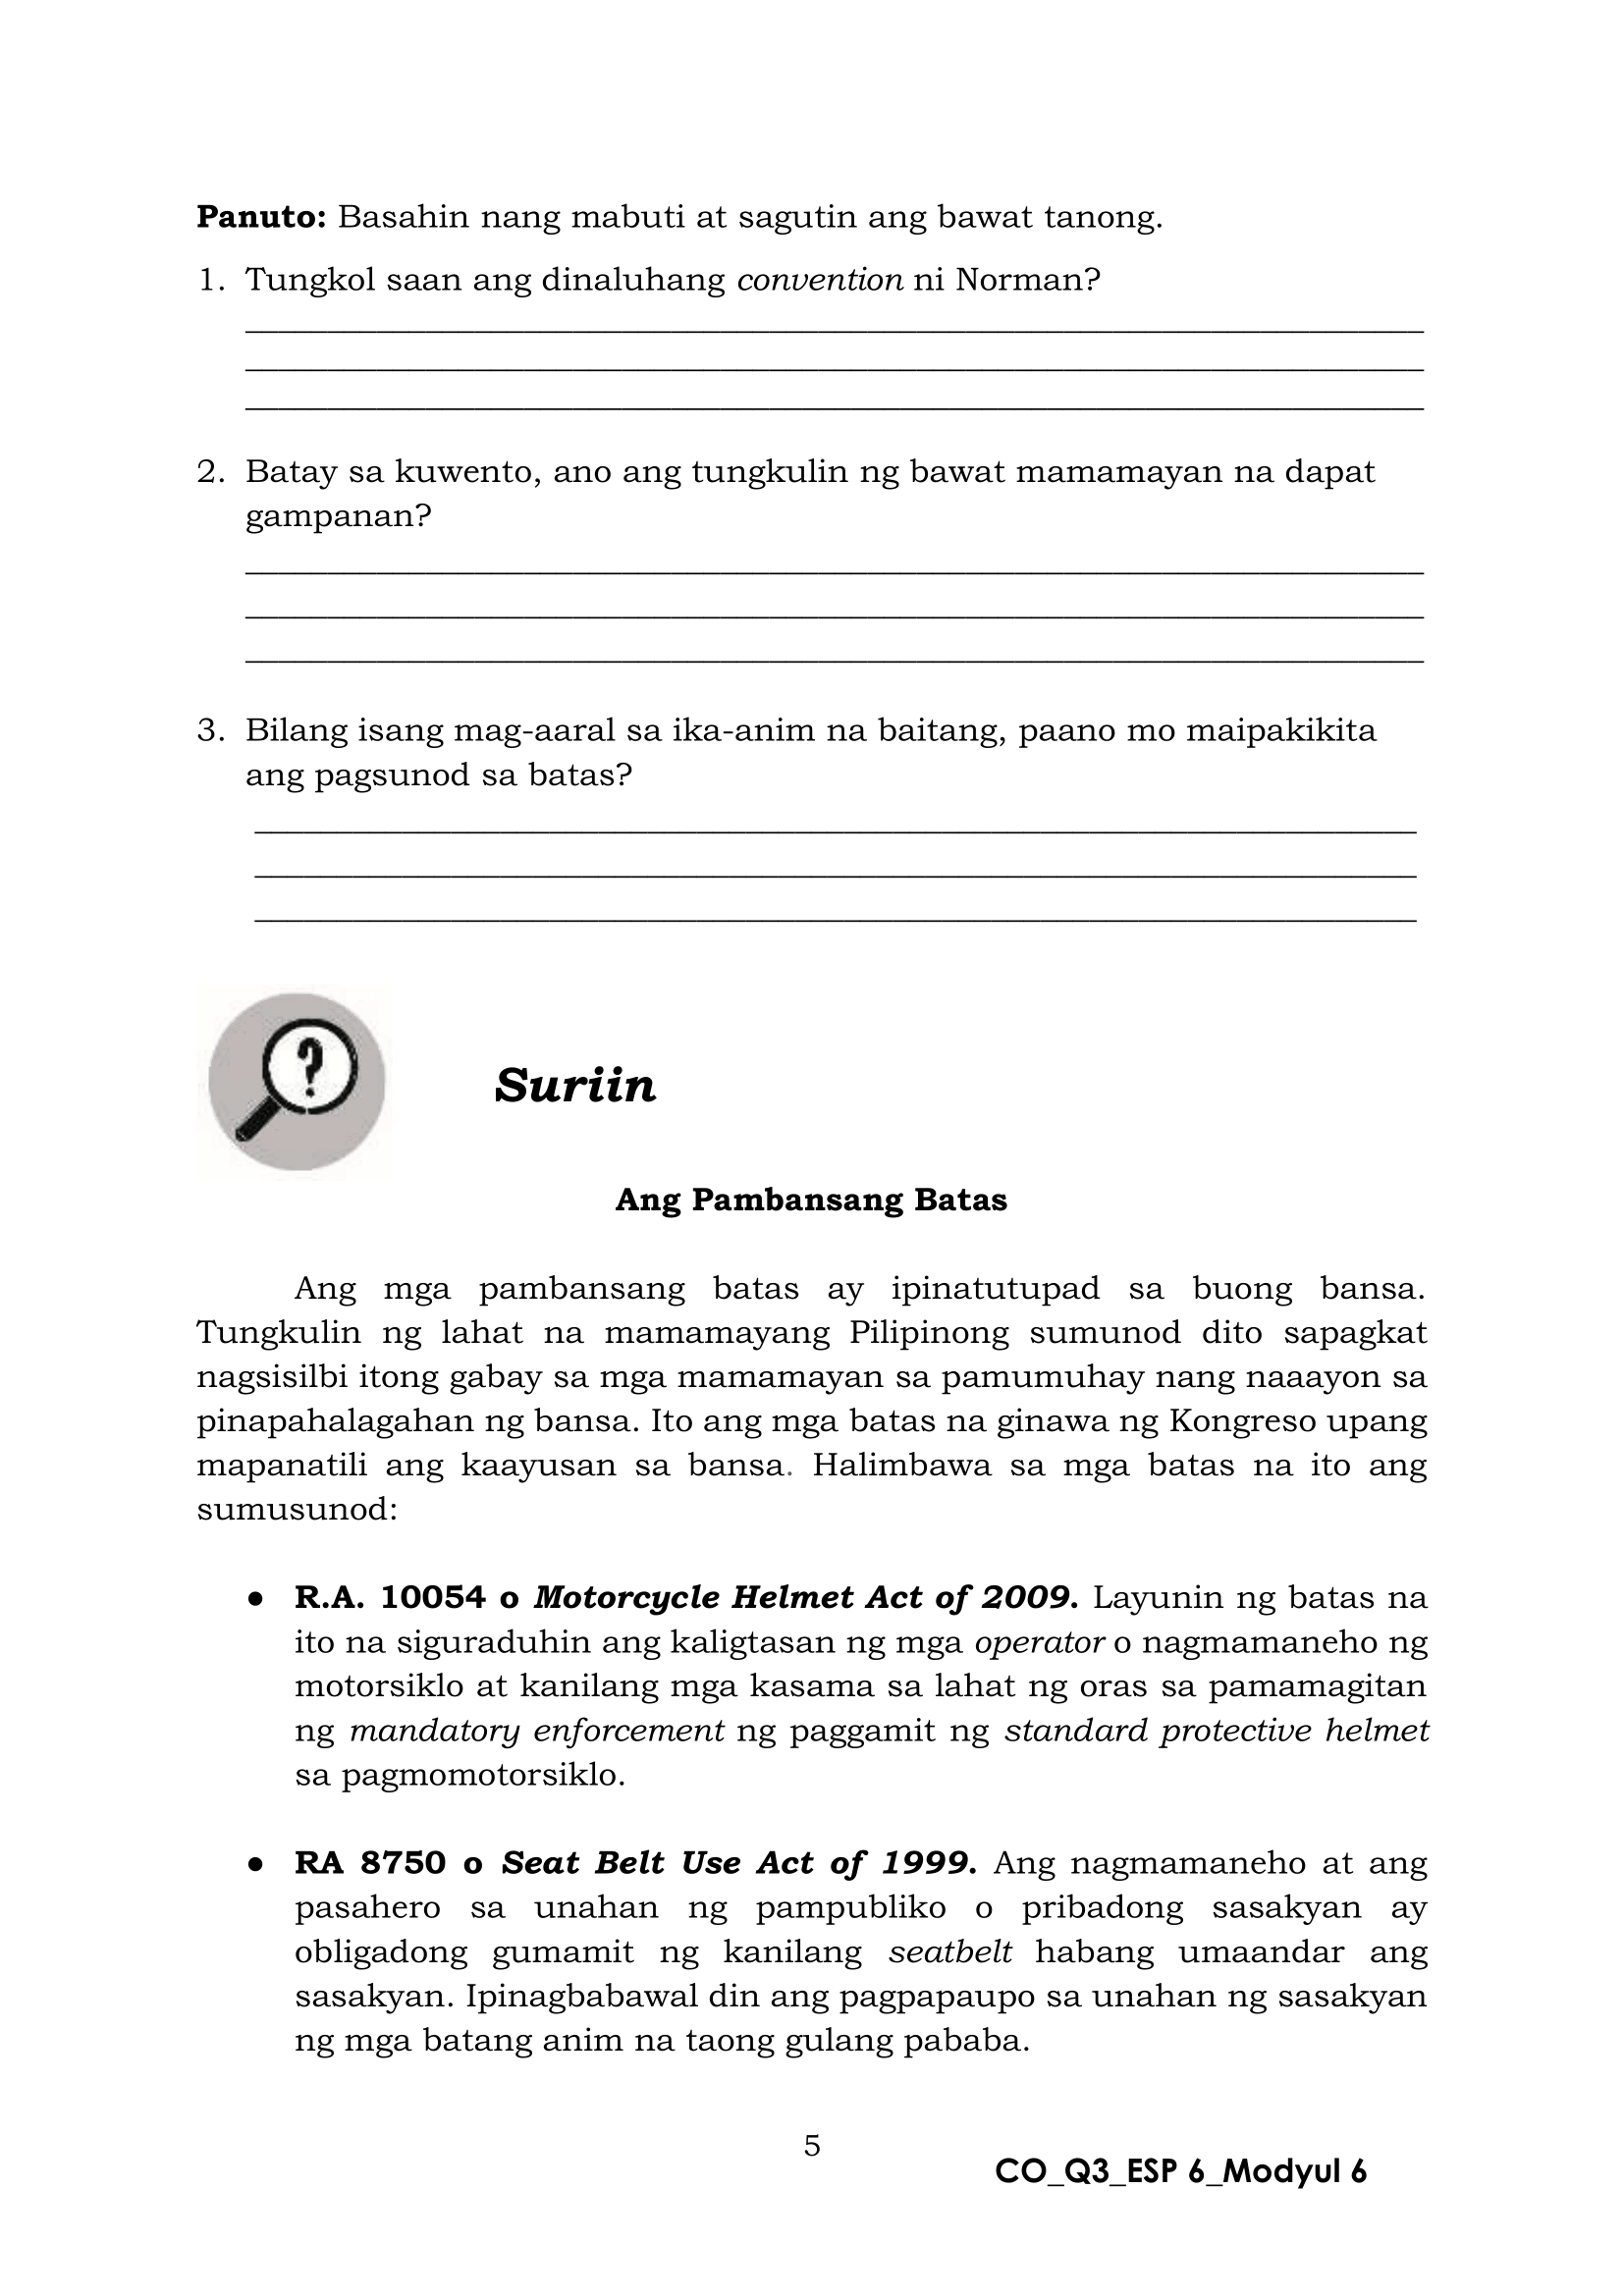 Panuto: Basahin nang mabuti at sagutin ang bawat tanong.
1. Tungkol saan ang dinaluhang convention ni Norman?
2. Batay sa kuwento, ano ang tungkulin ng bawat mamamayan na dapat
gampanan?
3. Bilang isang mag-aaral sa ika-anim na baitang, paano mo maipakikita
ang pagsunod sa batas?
?
Suriin
Ang Pambansang Batas
Ang mga pambansang batas ay ipinatutupad sa buong bansa.
Tungkulin ng lahat na mamamayang Pilipinong sumunod dito sapagkat
nagsisilbi itong gabay sa mga mamamayan sa pamumuhay nang naaayon sa
pinapahalagahan ng bansa. Ito ang mga batas na ginawa ng Kongreso upang
mapanatili ang kaayusan sa bansa. Halimbawa sa mga batas na ito ang
sumusunod:
● R.A. 10054 o Motorcycle Helmet Act of 2009. Layunin ng batas na
ito na siguraduhin ang kaligtasan ng mga operator o nagmamaneho ng
motorsiklo at kanilang mga kasama sa lahat ng oras sa pamamagitan
ng mandatory enforcement ng paggamit ng standard protective helmet
sa pagmomotorsiklo.
● RA 8750 o Seat Belt Use Act of 1999. Ang nagmamaneho at ang
pasahero sa unahan ng pampubliko o pribadong sasakyan ay
obligadong gumamit ng kanilang seatbelt habang umaandar ang
sasakyan. Ipinagbabawal din ang pagpapaupo sa unahan ng sasakyan
ng mga batang anim na taong gulang pababa.
5
CO_Q3_ESP 6_Modyul 6